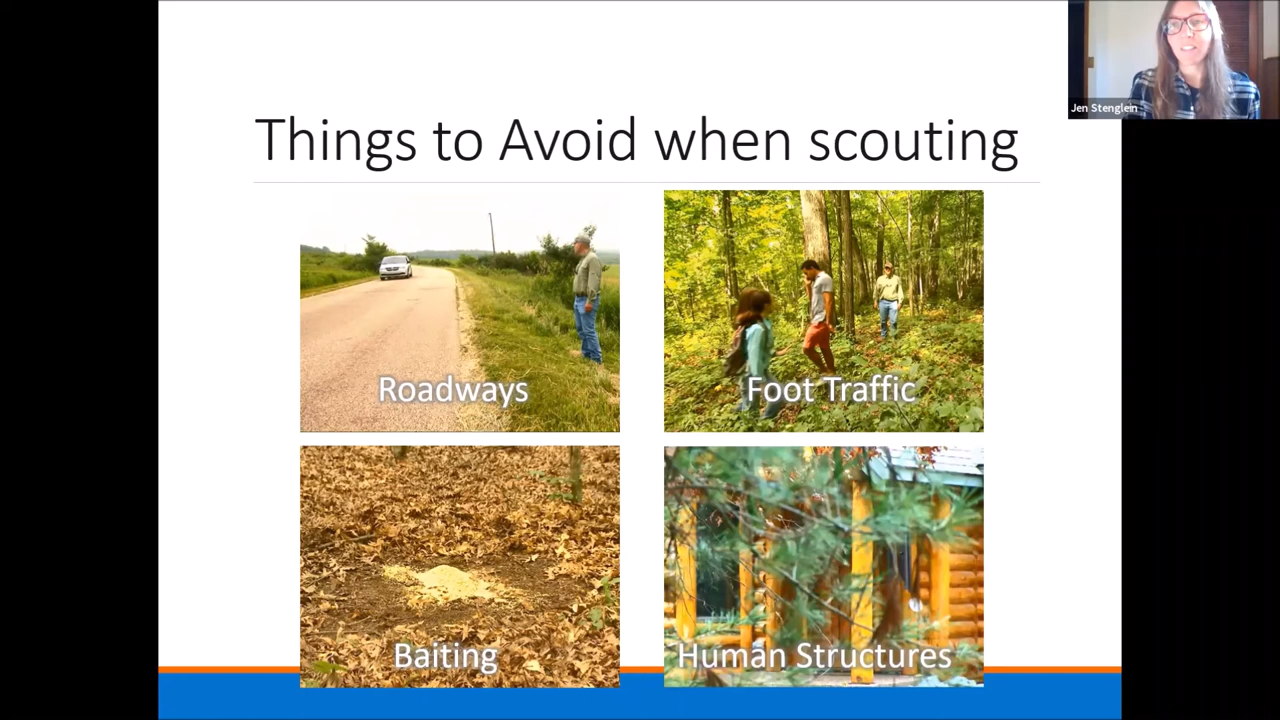 Things to Avoid when scouting
Jen Stenglein
Roadways
Foot Traffic
Baiting
Human Structures